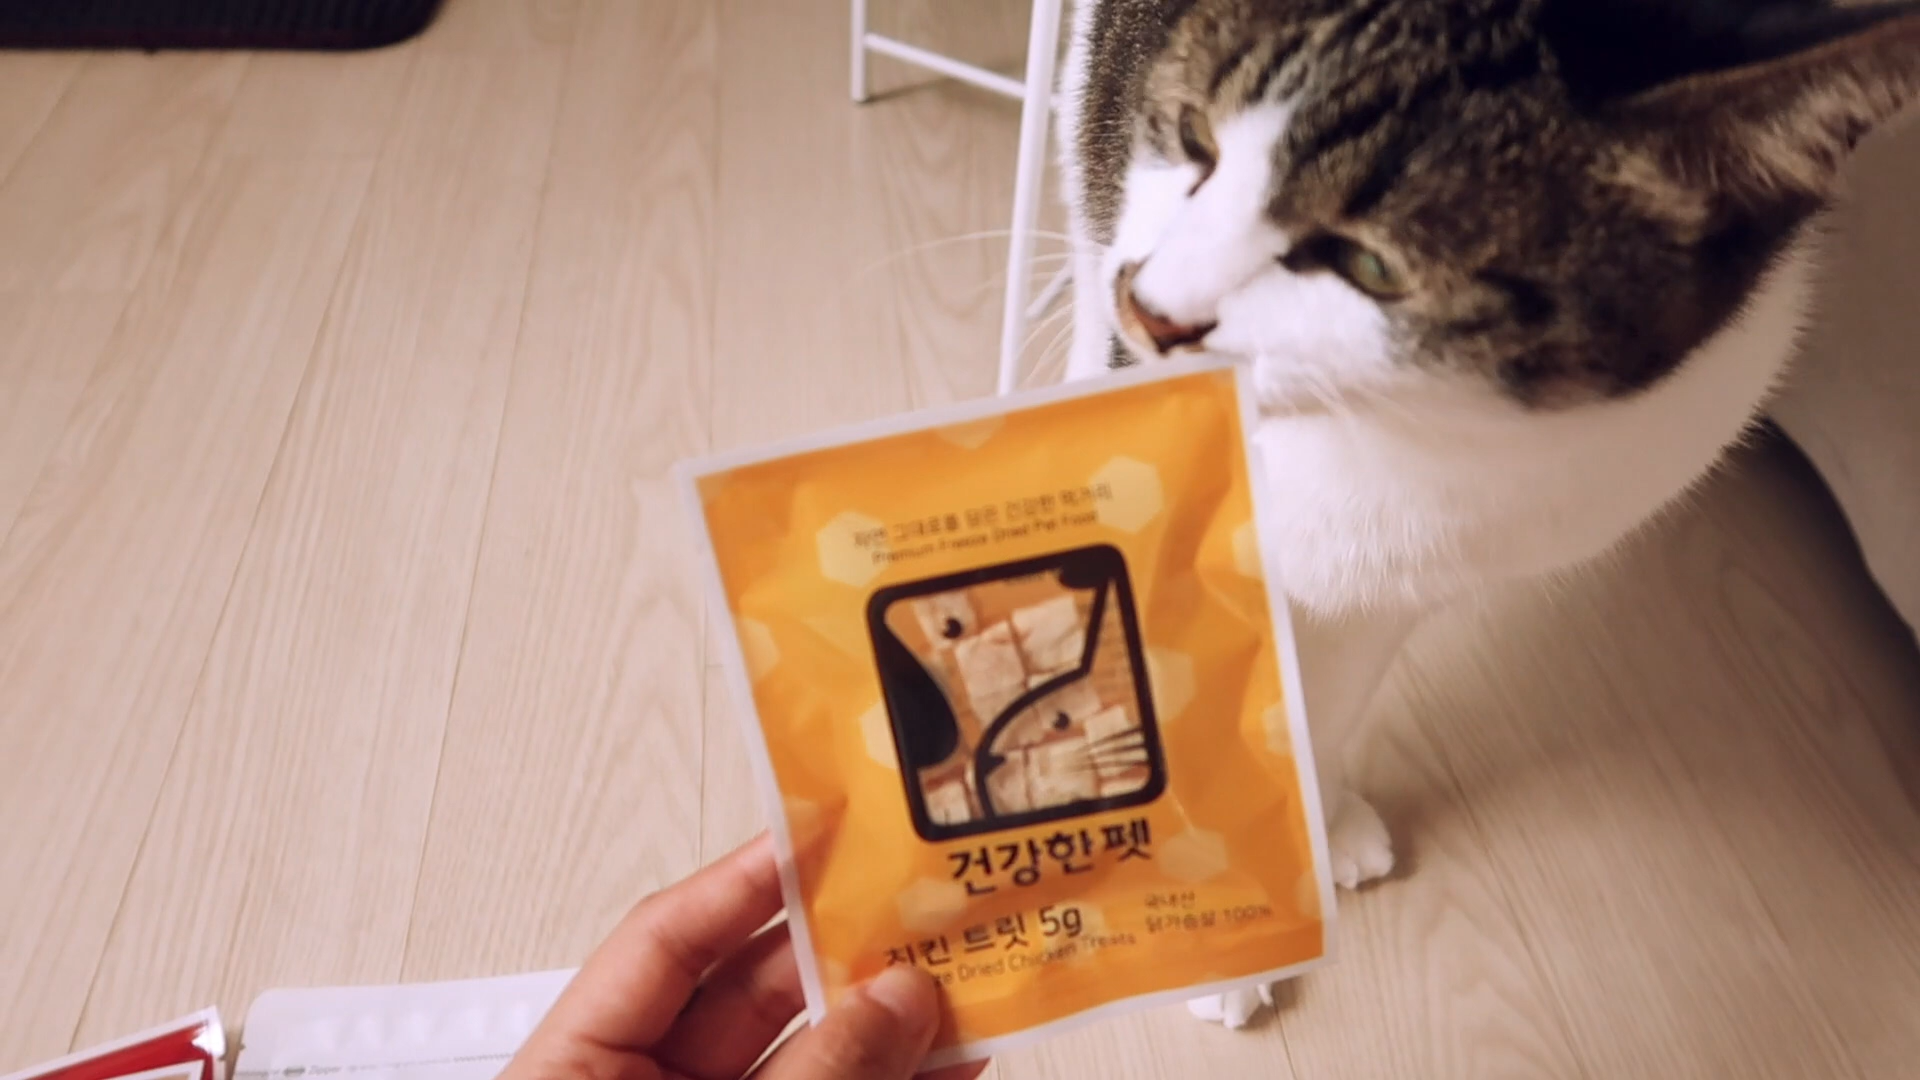 자연 그대로를 담은 건강한 먹거리
Premium Freeze Dried Pet Food
건강한펫
치킨 트릿 5g
Dried Chicken Treats
국내산
닭가슴살 100%
Zipper